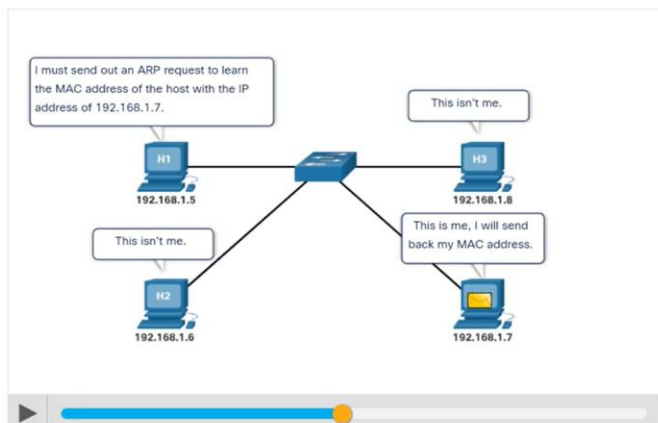 I must send out an ARP request to learn
the MAC address of the host with the IP
address of 192.168.1.7.
This isn't me.
H1
H3
192.168.1.5
192.168.1.8
This isn't me.
This is me, I will send
back my MAC address.
H2
192.168.1.6
192.168.1.7